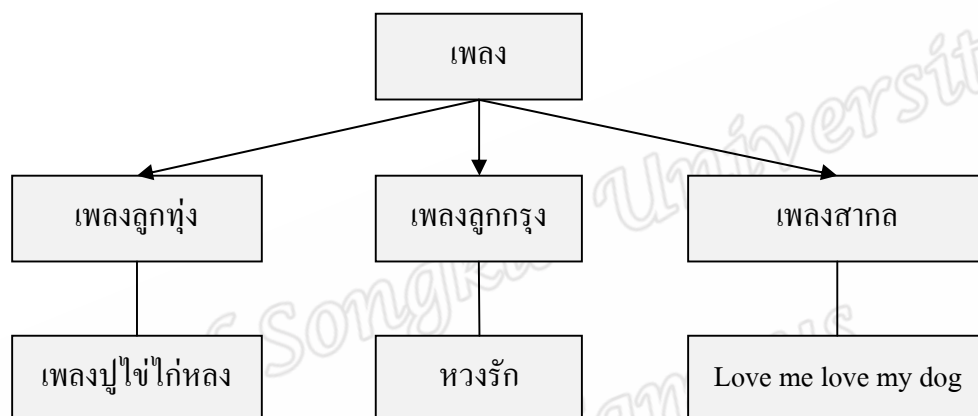 เพลง
เพลงลูกทุ่ง
เพลงลูกกรุง
เพลงสากล
เพลงปูไข่ไก่หลง
หวงรัก
Love me love my dog
University
Songkla